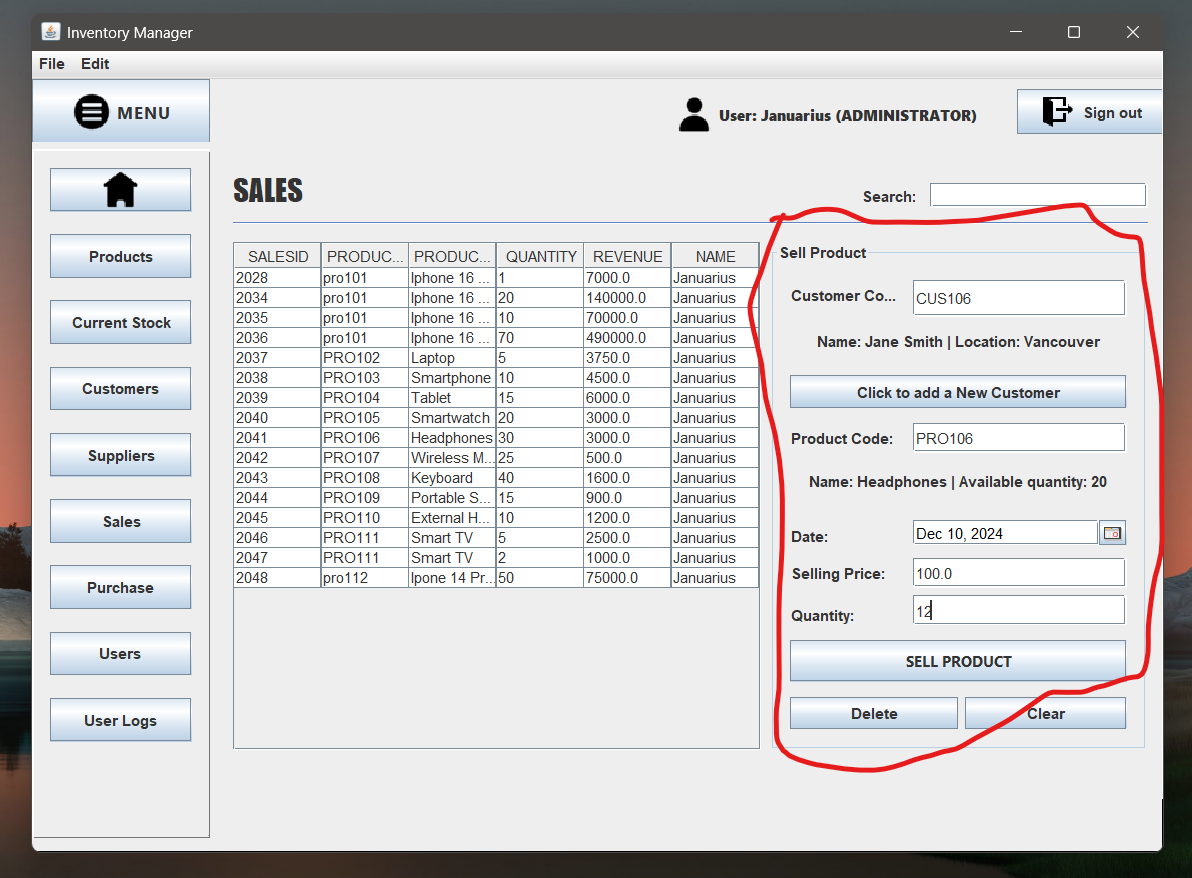 Inventory Manager
File Edit
MENU
User: Januarius (ADMINISTRATOR)
Sign out
Products
Current Stock
Customers
Suppliers
Sales
Purchase
Users
User Logs
SALES
Search:
SALESID PRODUC... PRODUC... QUANTITY REVENUE NAME
2028 pro101 Iphone 16 ... 1 7000.0 Januarius
2034 pro101 Iphone 16 ... 20 140000.0 Januarius
2035 pro101 Iphone 16 ... 10 70000.0 Januarius
2036 pro101 Iphone 16 ... 70 490000.0 Januarius
2037 PRO102 Laptop 5 3750.0 Januarius
2038 PRO103 Smartphone 10 4500.0 Januarius
2039 PRO104 Tablet 15 6000.0 Januarius
2040 PRO105 Smartwatch 20 3000.0 Januarius
2041 PRO106 Headphones 30 3000.0 Januarius
2042 PRO107 Wireless M... 25 500.0 Januarius
2043 PRO108 Keyboard 40 1600.0 Januarius
2044 PRO109 Portable S... 15 900.0 Januarius
2045 PRO110 External H... 10 1200.0 Januarius
2046 PRO111 Smart TV 5 2500.0 Januarius
2047 PRO111 Smart TV 2 1000.0 Januarius
2048 pro112 Ipone 14 Pr... 50 75000.0 Januarius
Sell Product
Customer Co... CUS106
Name: Jane Smith | Location: Vancouver
Click to add a New Customer
Product Code: PRO106
Name: Headphones | Available quantity: 20
Date: Dec 10, 2024
Selling Price: 100.0
Quantity: 12
SELL PRODUCT
Delete Clear